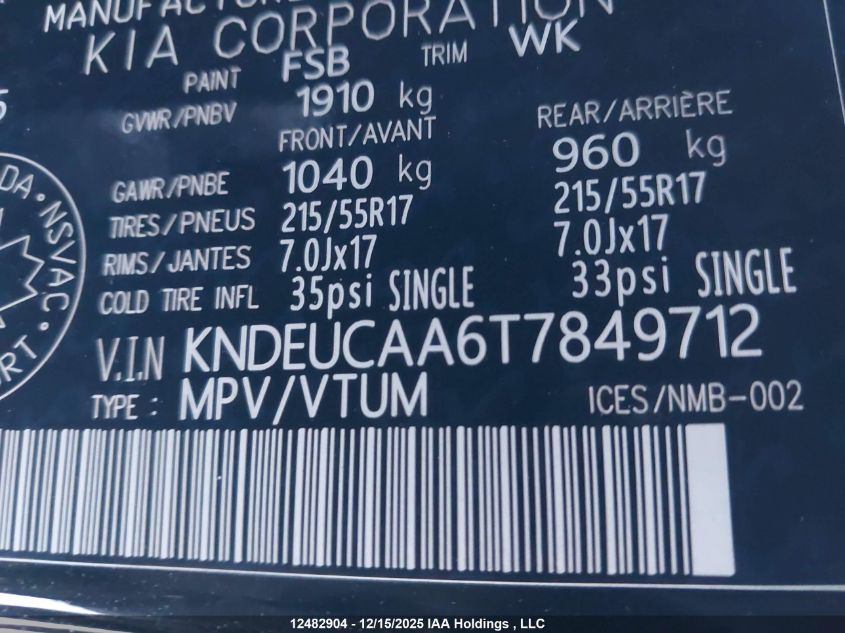 KIA CORPORATION
PAINT FSB TRIM WK
GVWR/PNBV 1910 kg
FRONT/AVANT REAR/ARRIÈRE
GAWR/PNBE 1040 kg 960 kg
TIRES/PNEUS 215/55R17 215/55R17
RIMS/JANTES 7.0Jx17 7.0Jx17
COLD TIRE INFL 35psi SINGLE 33psi SINGLE
V.I.N KNDEUCAA6T7849712
TYPE : MPV/VTUM ICES/NMB-002
NSVAC
12482904 - 12/15/2025 IAA Holdings , LLC